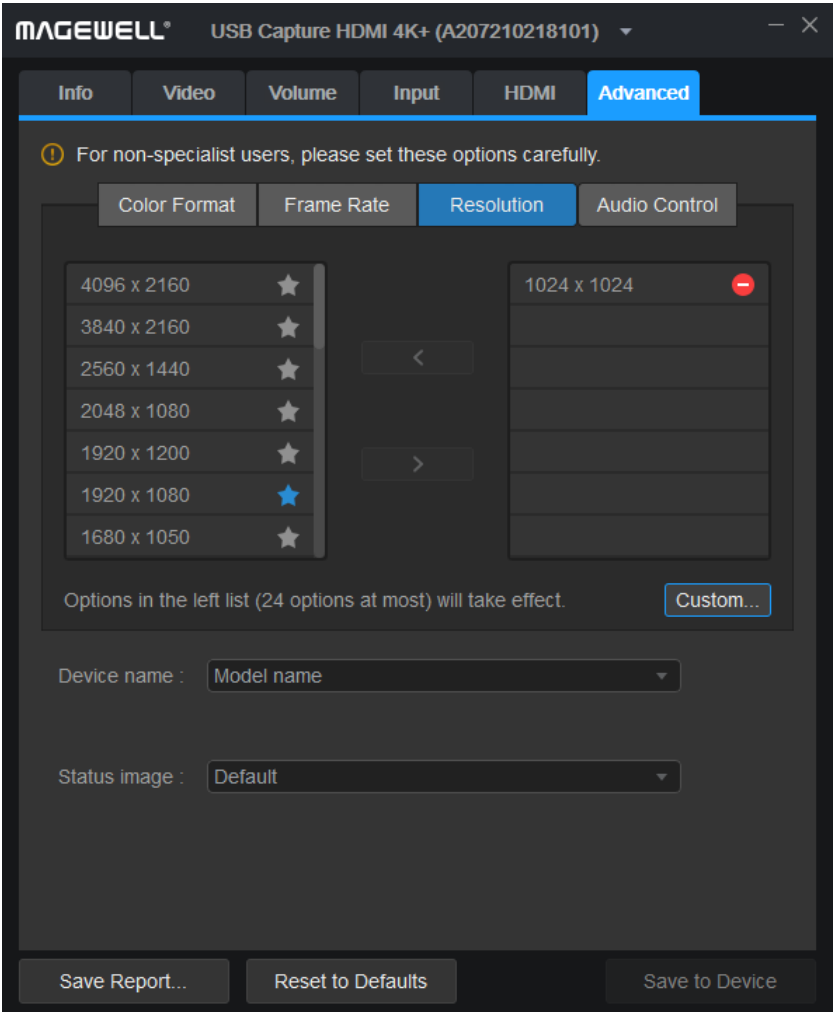 MAGEWELL® USB Capture HDMI 4K+ (A207210218101)
Info Video Volume Input HDMI Advanced
For non-specialist users, please set these options carefully.
Color Format Frame Rate Resolution Audio Control
4096 x 2160 1024 x 1024
3840 x 2160
2560 x 1440
2048 x 1080
1920 x 1200
1920 x 1080
1680 x 1050
Options in the left list (24 options at most) will take effect. Custom...
Device name : Model name
Status image : Default
Save Report... Reset to Defaults Save to Device